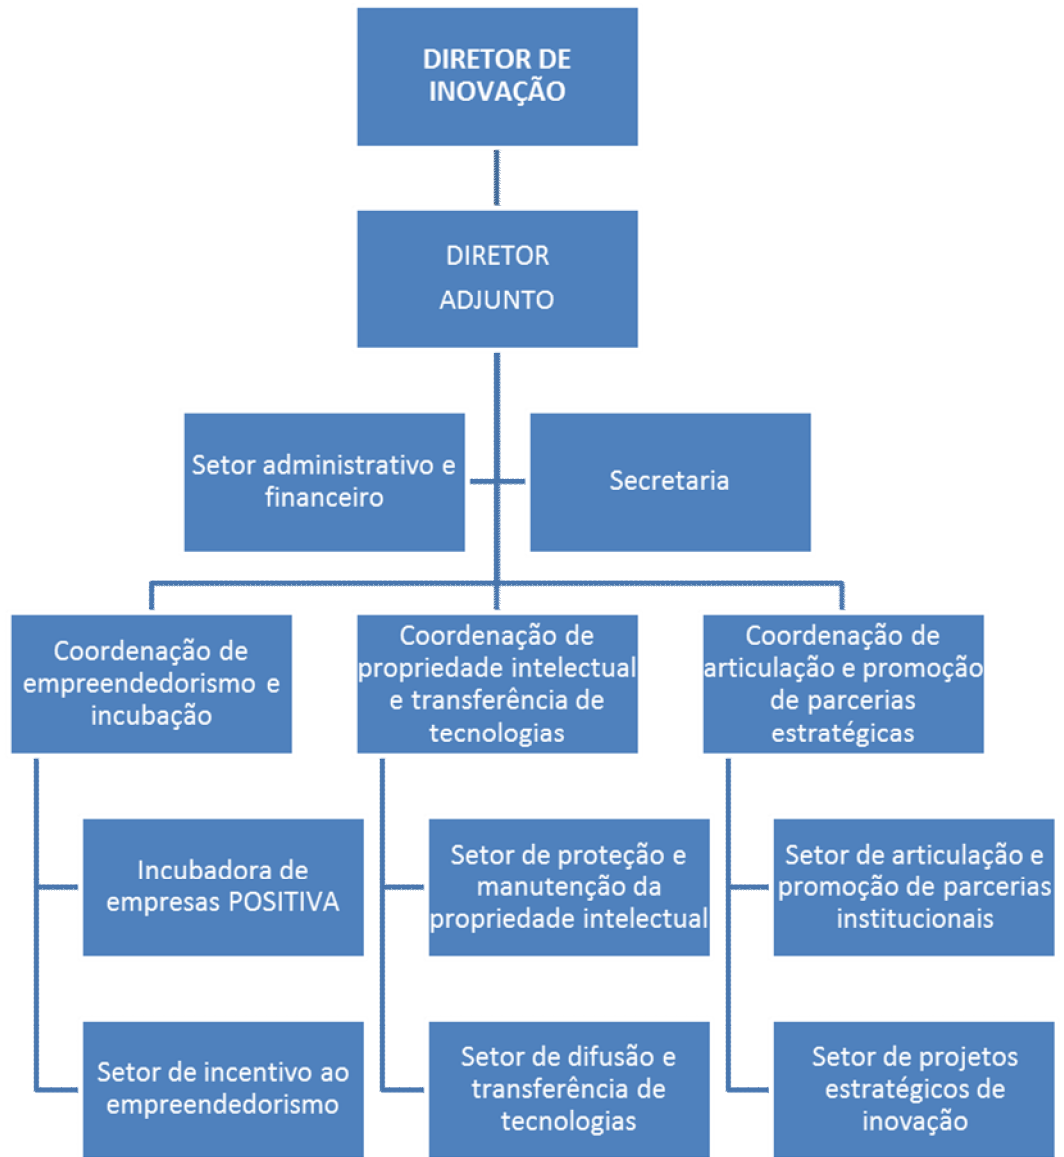 DIRETOR DE
INOVAÇÃO
DIRETOR
ADJUNTO
Setor administrativo e
financeiro
Secretaria
Coordenação de
empreendedorismo e
incubação
Coordenação de
propriedade intelectual
e transferência de
tecnologias
Coordenação de
articulação e promoção
de parcerias
estratégicas
Incubadora de
empresas POSITIVA
Setor de proteção e
manutenção da
propriedade intelectual
Setor de articulação e
promoção de parcerias
institucionais
Setor de incentivo ao
empreendedorismo
Setor de difusão e
transferência de
tecnologias
Setor de projetos
estratégicos de
inovação